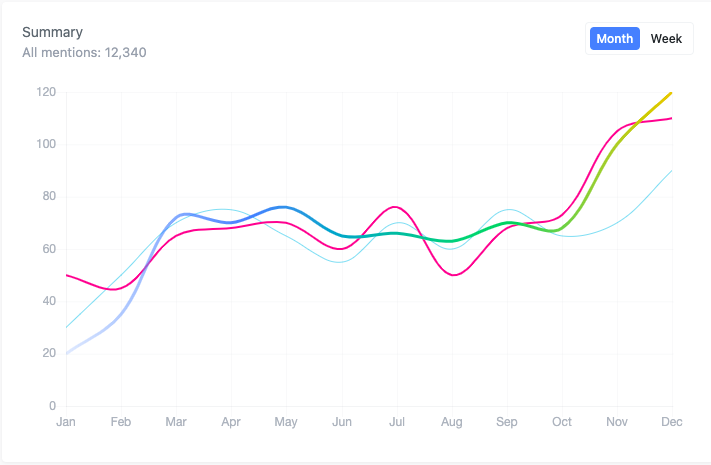 Summary
All mentions: 12,340
Month Week
120
100
80
60
40
20
0
Jan Feb Mar Apr May Jun Jul Aug Sep Oct Nov Dec